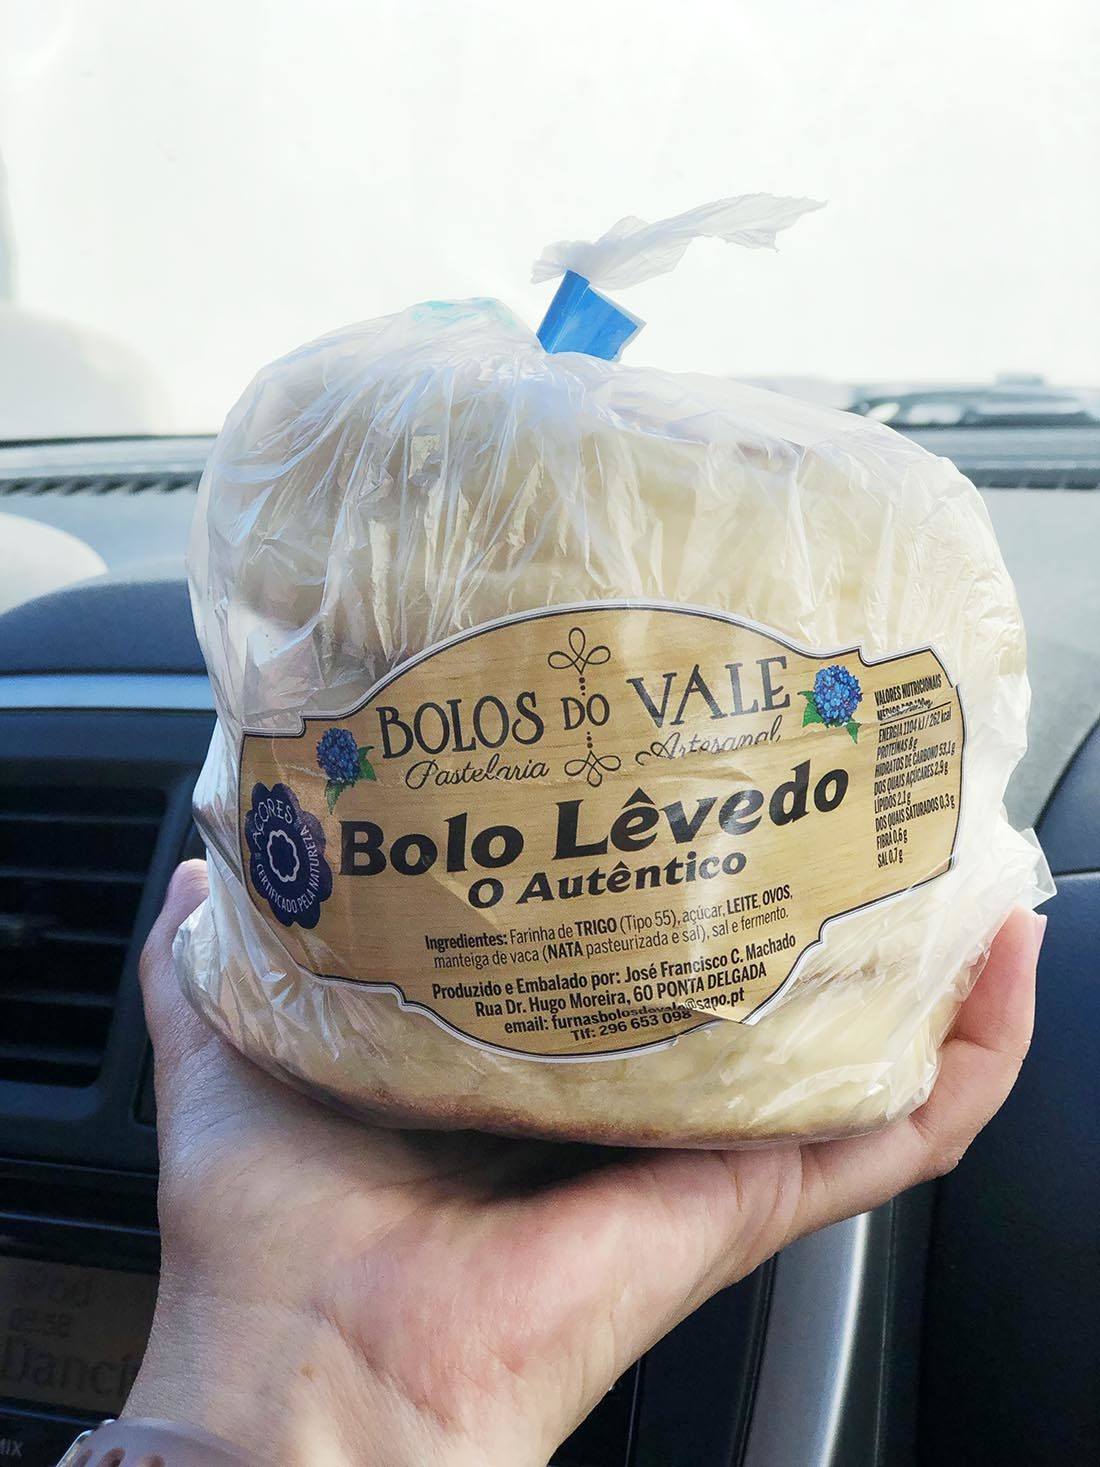 BOLOS DO VALE
Pastelaria Artesanal
Bolo Lêvedo
O Autêntico
AÇORES
CERTIFICADO PELA NATUREZA
Ingredientes: Farinha de TRIGO (Tipo 55), açúcar, LEITE, OVOS,
manteiga de vaca (NATA pasteurizada e sal), sal e fermento.
Produzido e Embalado por: José Francisco C. Machado
Rua Dr. Hugo Moreira, 60 PONTA DELGADA
email: furnasbolosdovale@sapo.pt
Tlf: 296 653 098
VALORES NUTRICIONAIS
ENERGIA 1104 kJ / 262 kcal
PROTEÍNAS 8 g
HIDRATOS DE CARBONO 53,1 g
DOS QUAIS AÇÚCARES 2,9 g
LÍPIDOS 2,1 g
DOS QUAIS SATURADOS 0,3 g
FIBRA 0,6 g
SAL 0,7 g